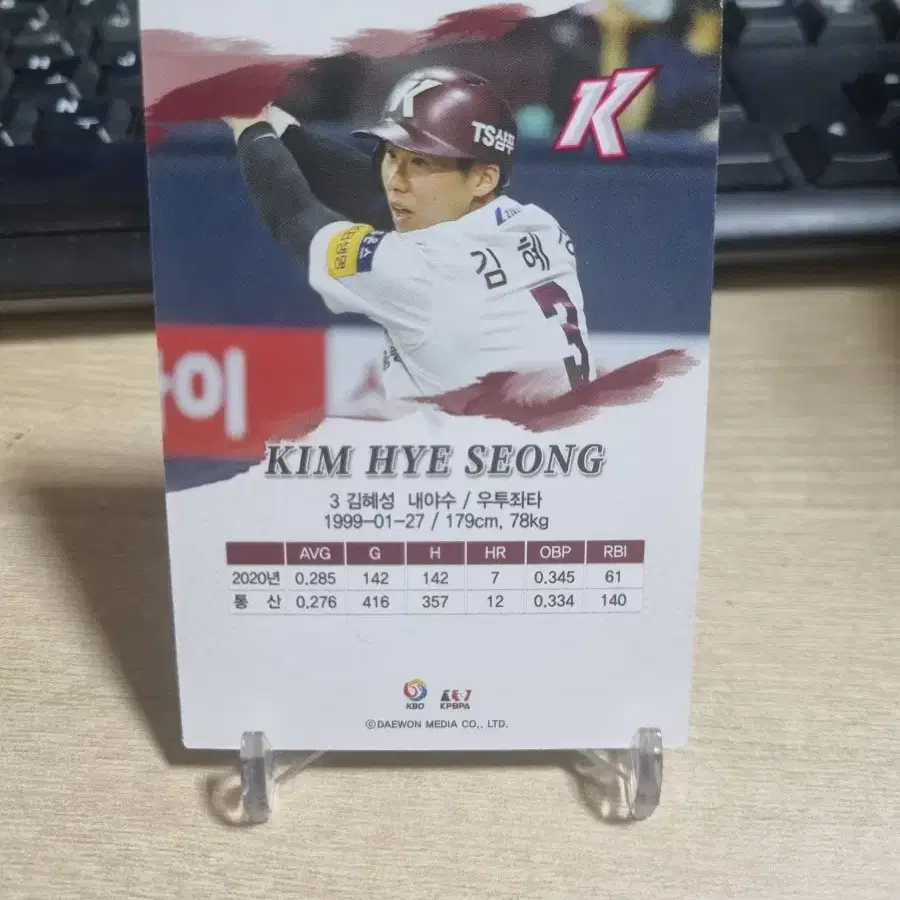 K
TS삼푸
K
김혜
3
이
KIM HYE SEONG
3 김혜성 내야수 / 우투좌타
1999-01-27 / 179cm, 78kg
AVG G H HR OBP RBI
2020년 0.285 142 142 7 0.345 61
통 산 0.276 416 357 12 0.334 140
KBO KPBPA
©DAEWON MEDIA CO., LTD.